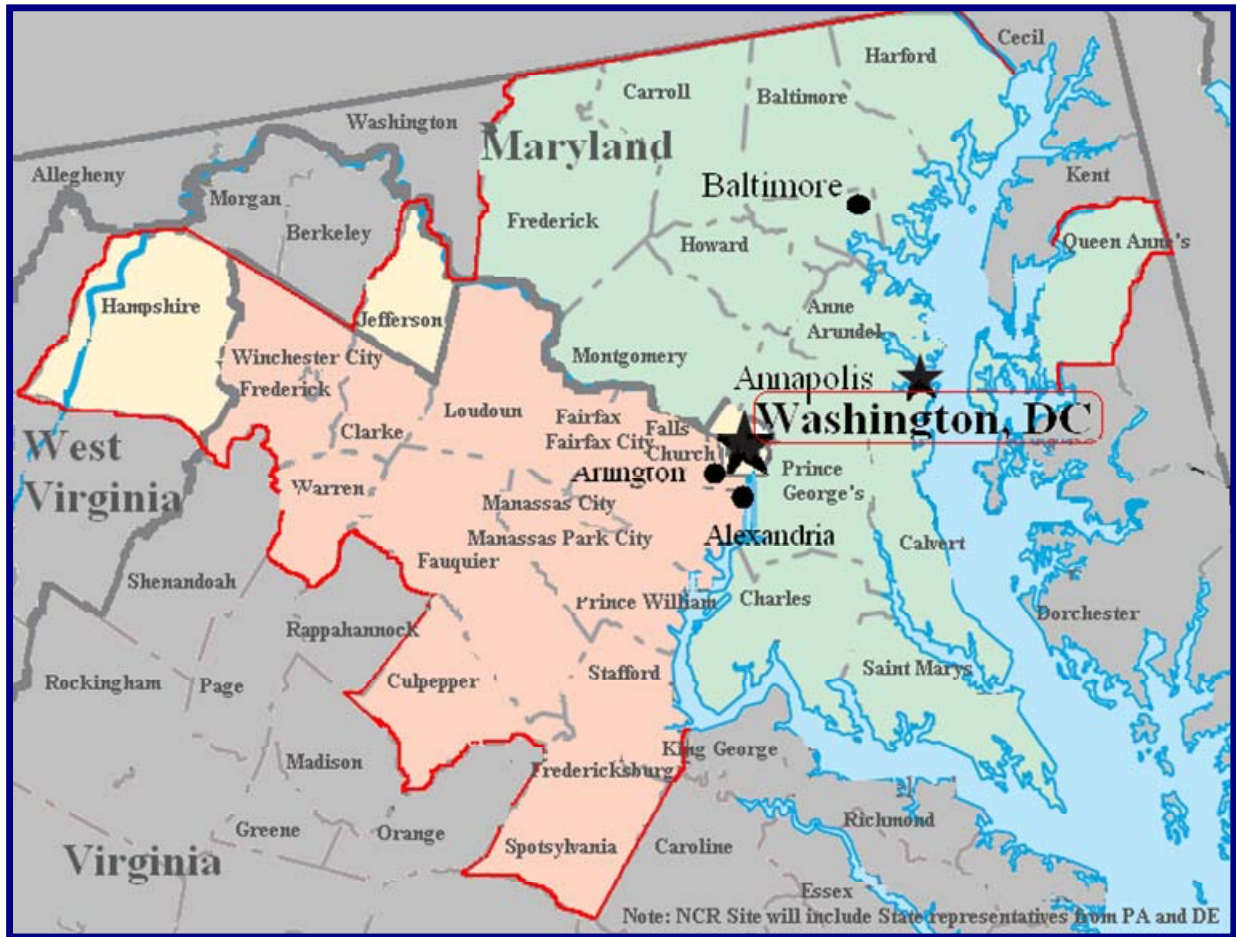 Cecil
Harford
Carroll
Baltimore
Washington
Maryland
Allegheny
Kent
Morgan
Baltimore
Berkeley
Frederick
Howard
Queen Anne's
Hampshire
Anne
Arundel
Jefferson
Winchester City
Montgomery
Frederick
Annapolis
Loudoun
Fairfax
Washington, DC
Clarke
Falls
Fairfax City
Church
West
Virginia
Arlington
Prince
George's
Warren
Manassas City
Manassas Park City
Alexandria
Calvert
Fauquier
Shenandoah
Prince William
Charles
Dorchester
Rappahannock
Saint Marys
Stafford
Rockingham
Page
Culpepper
King George
Madison
Fredericksburg
Richmond
Greene
Orange
Virginia
Spotsylvania
Caroline
Essex
Note: NCR Site will include State representatives from PA and DE